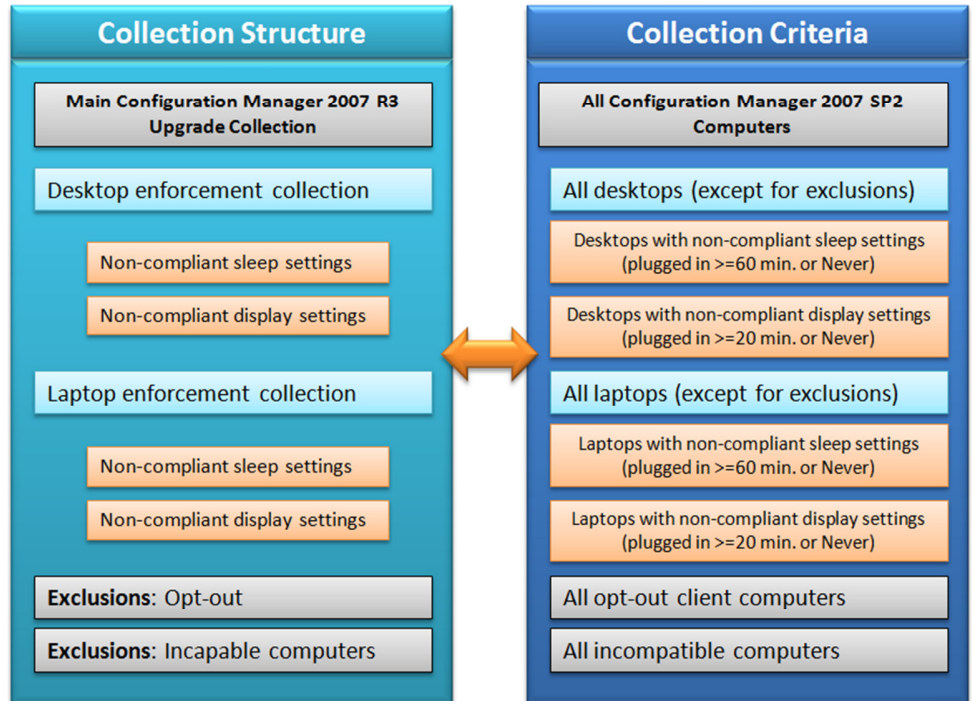 Collection Structure
Main Configuration Manager 2007 R3
Upgrade Collection
Desktop enforcement collection
Non-compliant sleep settings
Non-compliant display settings
Laptop enforcement collection
Non-compliant sleep settings
Non-compliant display settings
Exclusions: Opt-out
Exclusions: Incapable computers
Collection Criteria
All Configuration Manager 2007 SP2
Computers
All desktops (except for exclusions)
Desktops with non-compliant sleep settings
(plugged in >=60 min. or Never)
Desktops with non-compliant display settings
(plugged in >=20 min. or Never)
All laptops (except for exclusions)
Laptops with non-compliant sleep settings
(plugged in >=60 min. or Never)
Laptops with non-compliant display settings
(plugged in >=20 min. or Never)
All opt-out client computers
All incompatible computers